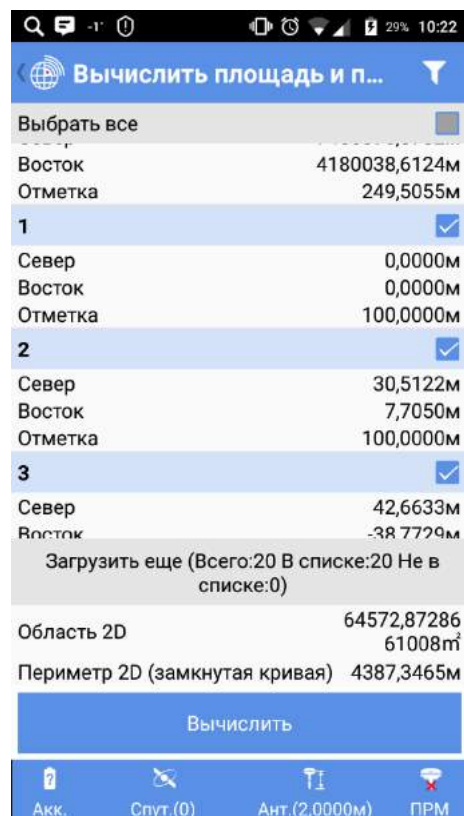 -1° 29% 10:22
Вычислить площадь и п...
Выбрать все
Восток 4180038,6124м
Отметка 249,5055м
1
Север 0,0000м
Восток 0,0000м
Отметка 100,0000м
2
Север 30,5122м
Восток 7,7050м
Отметка 100,0000м
3
Север 42,6633м
Восток -38,7729м
Загрузить еще (Всего:20 В списке:20 Не в
списке:0)
Область 2D 64572,87286
61008㎡
Периметр 2D (замкнутая кривая) 4387,3465м
Вычислить
Акк. Спут.(0) Ант.(2,0000м) ПРМ